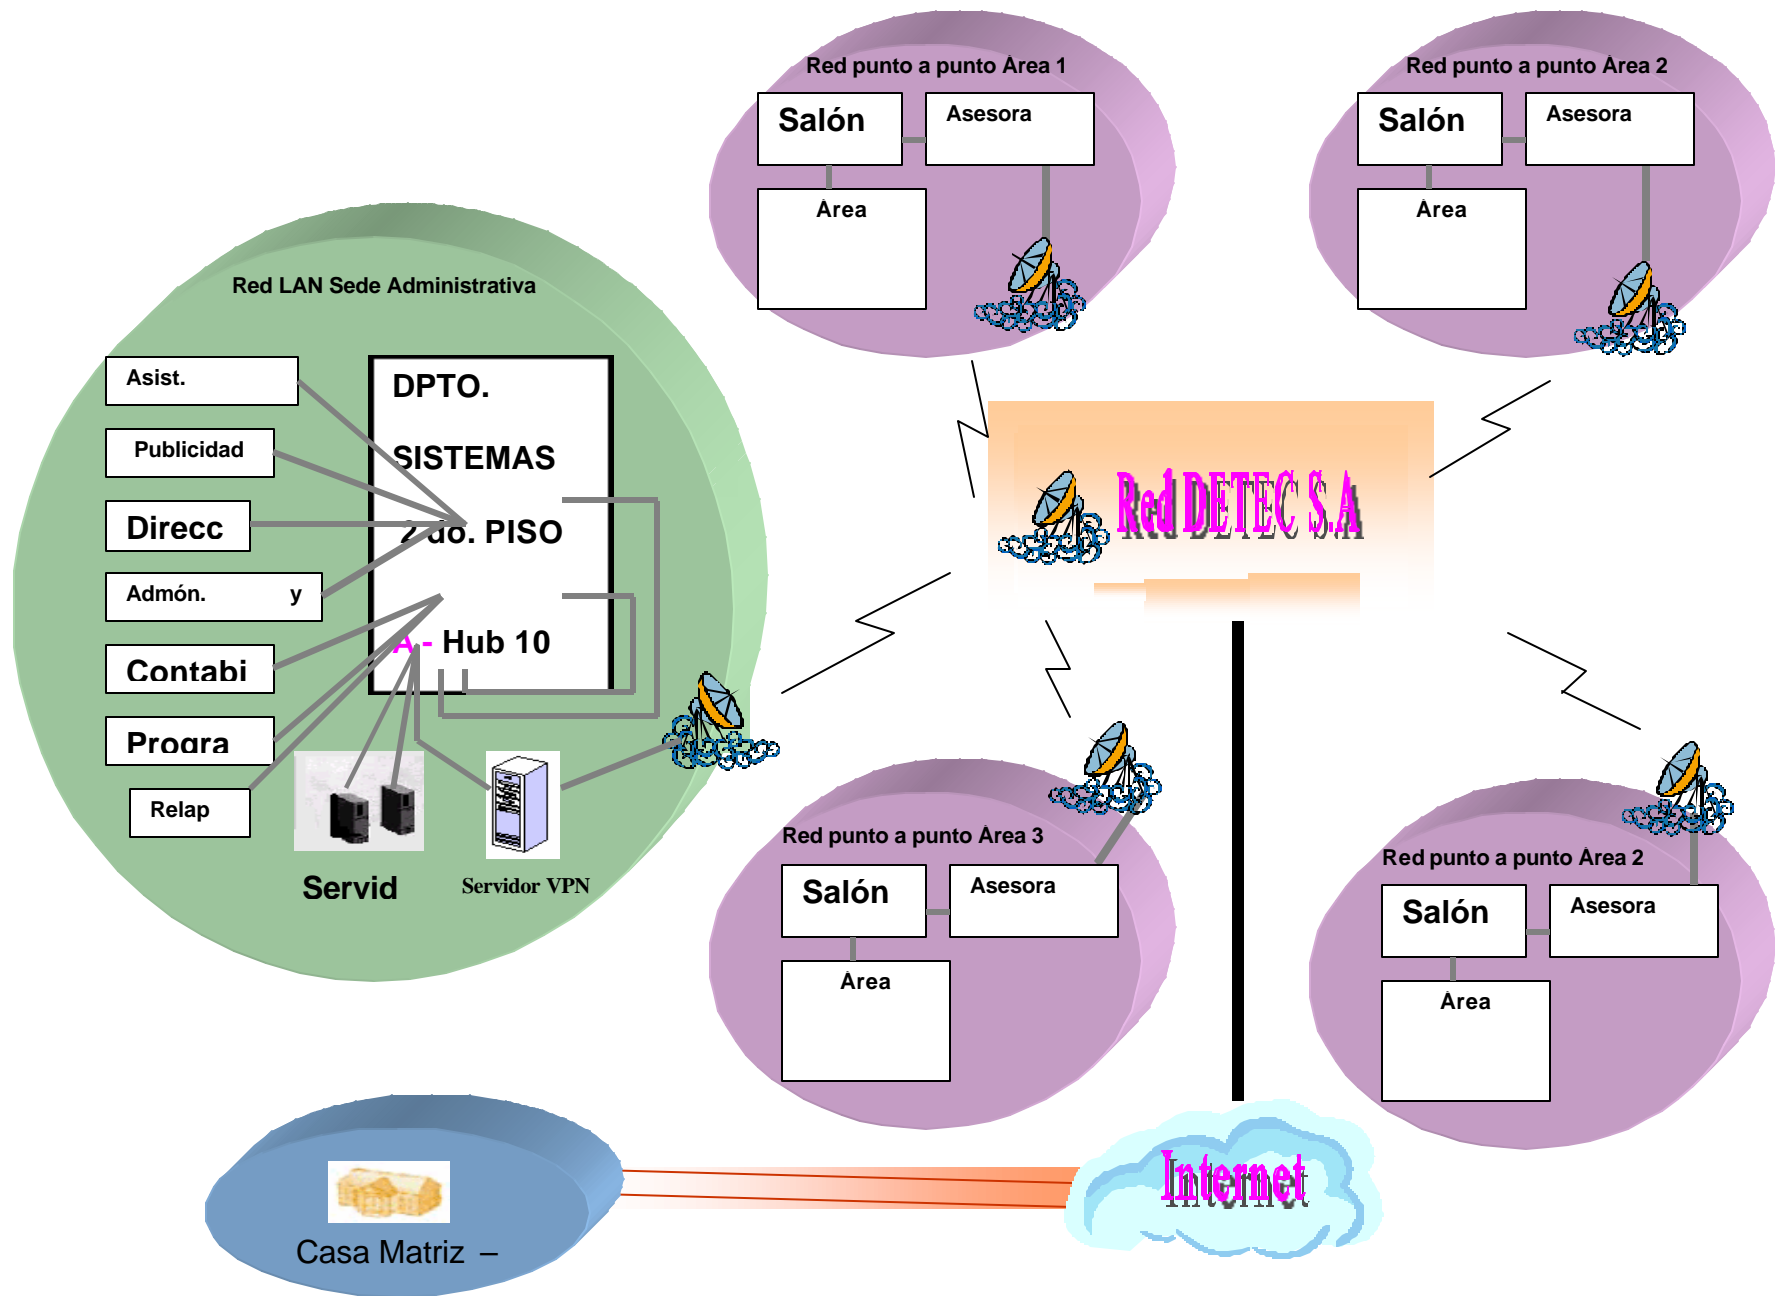 Red punto a punto Área 1
Salón
Asesora
Área
Red punto a punto Área 2
Salón
Asesora
Área
Red LAN Sede Administrativa
Asist.
Publicidad
Direcc
Admón. y
Contabi
Progra
Relap
DPTO.
SISTEMAS
2 do. PISO
A.- Hub 10
Servid
Servidor VPN
Red DETEC S.A
Red punto a punto Área 3
Salón
Asesora
Área
Red punto a punto Área 2
Salón
Asesora
Área
Casa Matriz –
Internet